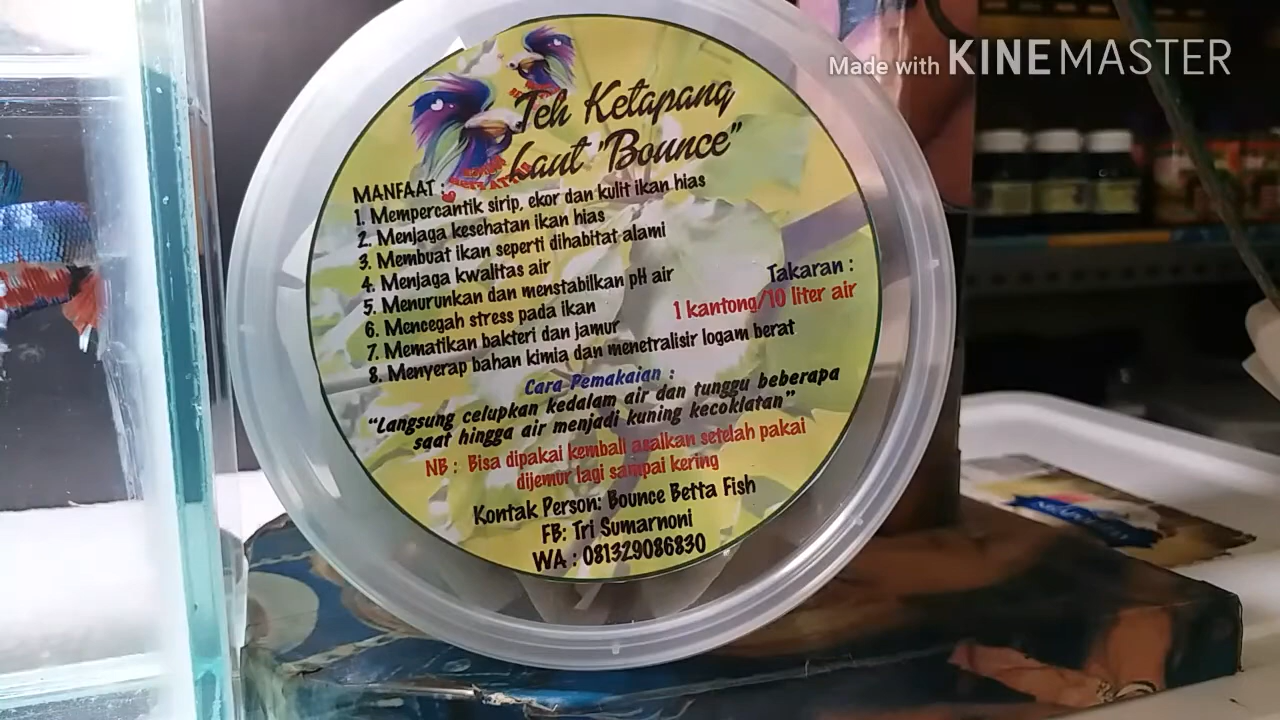 Made with KINEMASTER
Teh Ketapang
Laut "Bounce"
MANFAAT :
1. Mempercantik sirip, ekor dan kulit ikan hias
2. Menjaga kesehatan ikan hias
3. Membuat ikan seperti dihabitat alami
4. Menjaga kwalitas air
5. Menurunkan dan menstabilkan pH air
6. Mencegah stress pada ikan
7. Mematikan bakteri dan jamur
8. Menyerap bahan kimia dan menetralisir logam berat
Takaran :
1 kantong/10 liter air
Cara Pemakaian :
"Langsung celupkan kedalam air dan tunggu beberapa
saat hingga air menjadi kuning kecoklatan"
NB : Bisa dipakai kembali asalkan setelah pakai
dijemur lagi sampai kering
Kontak Person: Bounce Betta Fish
FB: Tri Sumarnoni
WA : 081329086830